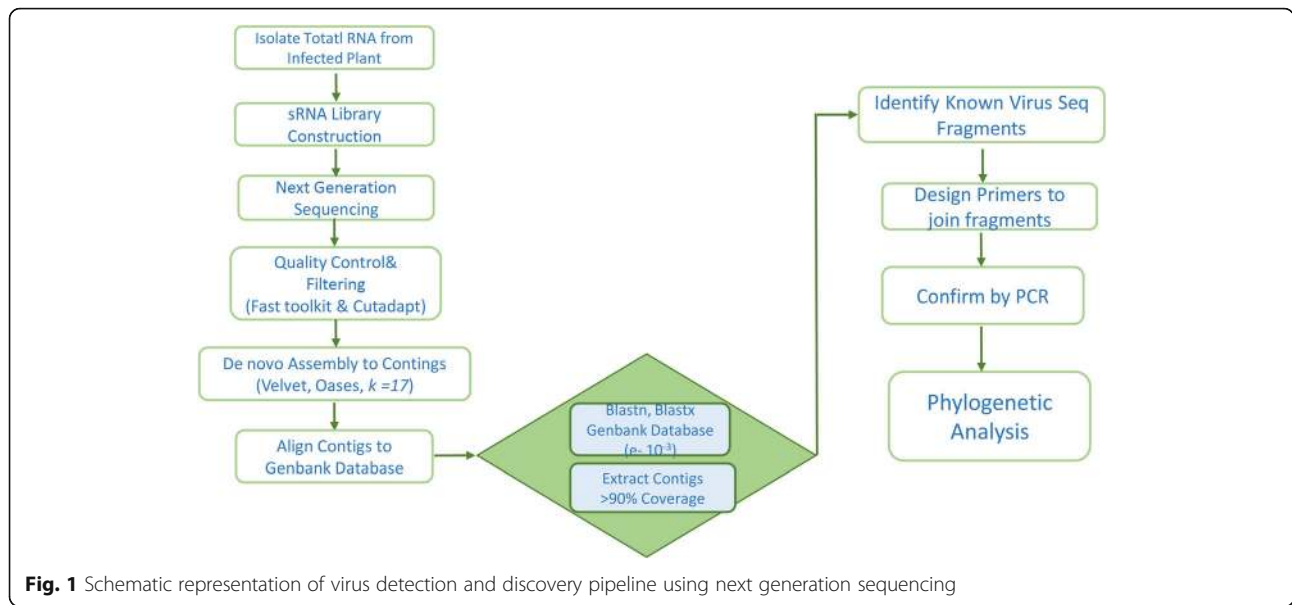 Isolate Totatl RNA from
Infected Plant
sRNA Library
Construction
Next Generation
Sequencing
Quality Control&
Filtering
(Fast toolkit & Cutadapt)
De novo Assembly to Contings
(Velvet, Oases, k =17)
Align Contigs to
Genbank Database
Blastn, Blastx
Genbank Database
(e- 10-3)
Extract Contigs
>90% Coverage
Identify Known Virus Seq
Fragments
Design Primers to
join fragments
Confirm by PCR
Phylogenetic
Analysis
Fig. 1 Schematic representation of virus detection and discovery pipeline using next generation sequencing